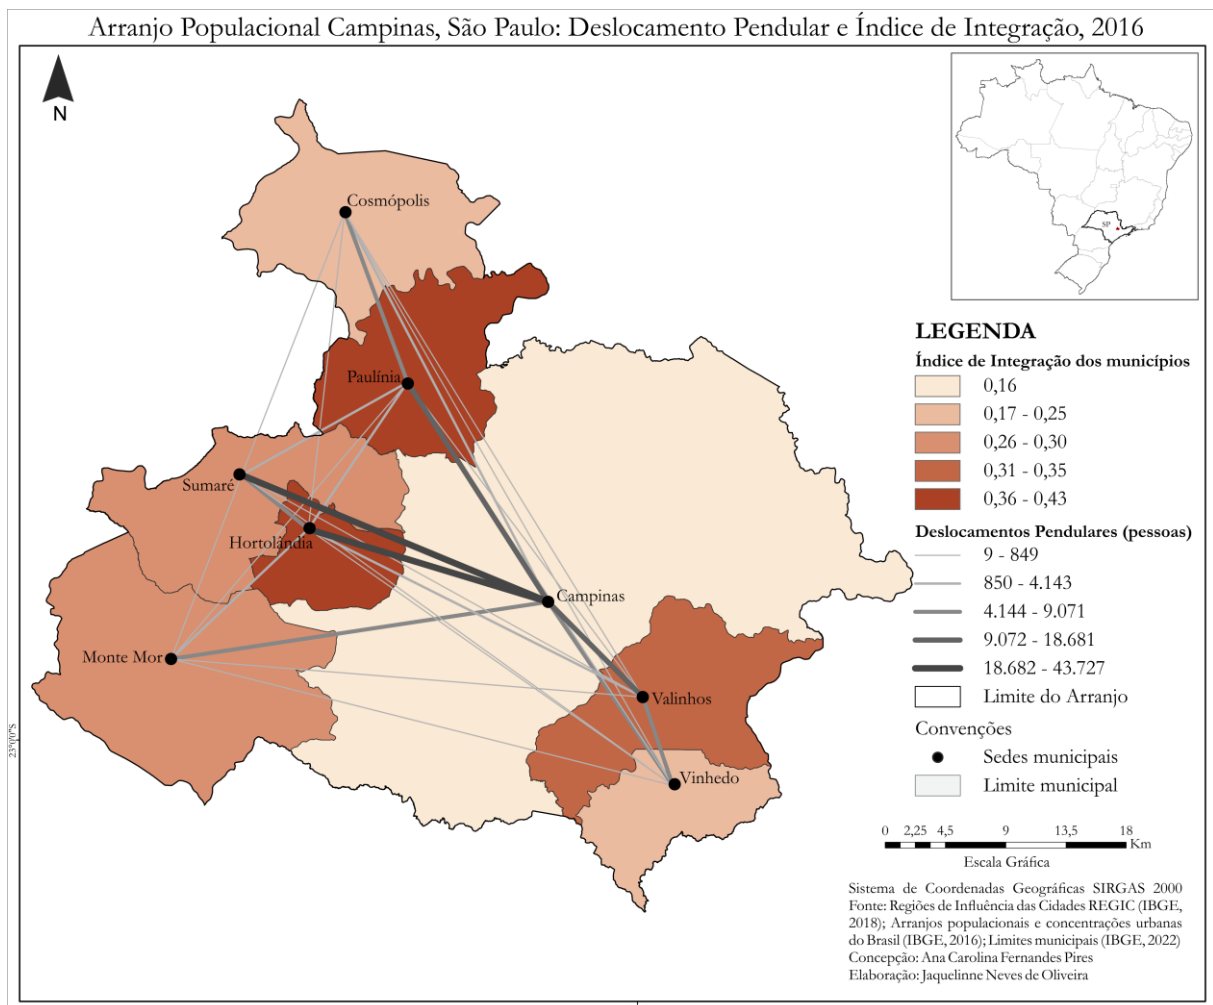 Arranjo Populacional Campinas, São Paulo: Deslocamento Pendular e Índice de Integração, 2016
N
SP
Cosmópolis
Paulínia
Sumaré
Hortolândia
Campinas
Monte Mor
Valinhos
Vinhedo
23°0'0"S
LEGENDA
Índice de Integração dos municípios
0,16
0,17 - 0,25
0,26 - 0,30
0,31 - 0,35
0,36 - 0,43
Deslocamentos Pendulares (pessoas)
9 - 849
850 - 4.143
4.144 - 9.071
9.072 - 18.681
18.682 - 43.727
Limite do Arranjo
Convenções
Sedes municipais
Limite municipal
0 2,25 4,5 9 13,5 18
Km
Escala Gráfica
Sistema de Coordenadas Geográficas SIRGAS 2000
Fonte: Regiões de Influência das Cidades REGIC (IBGE,
2018); Arranjos populacionais e concentrações urbanas
do Brasil (IBGE, 2016); Limites municipais (IBGE, 2022)
Concepção: Ana Carolina Fernandes Pires
Elaboração: Jaquelinne Neves de Oliveira